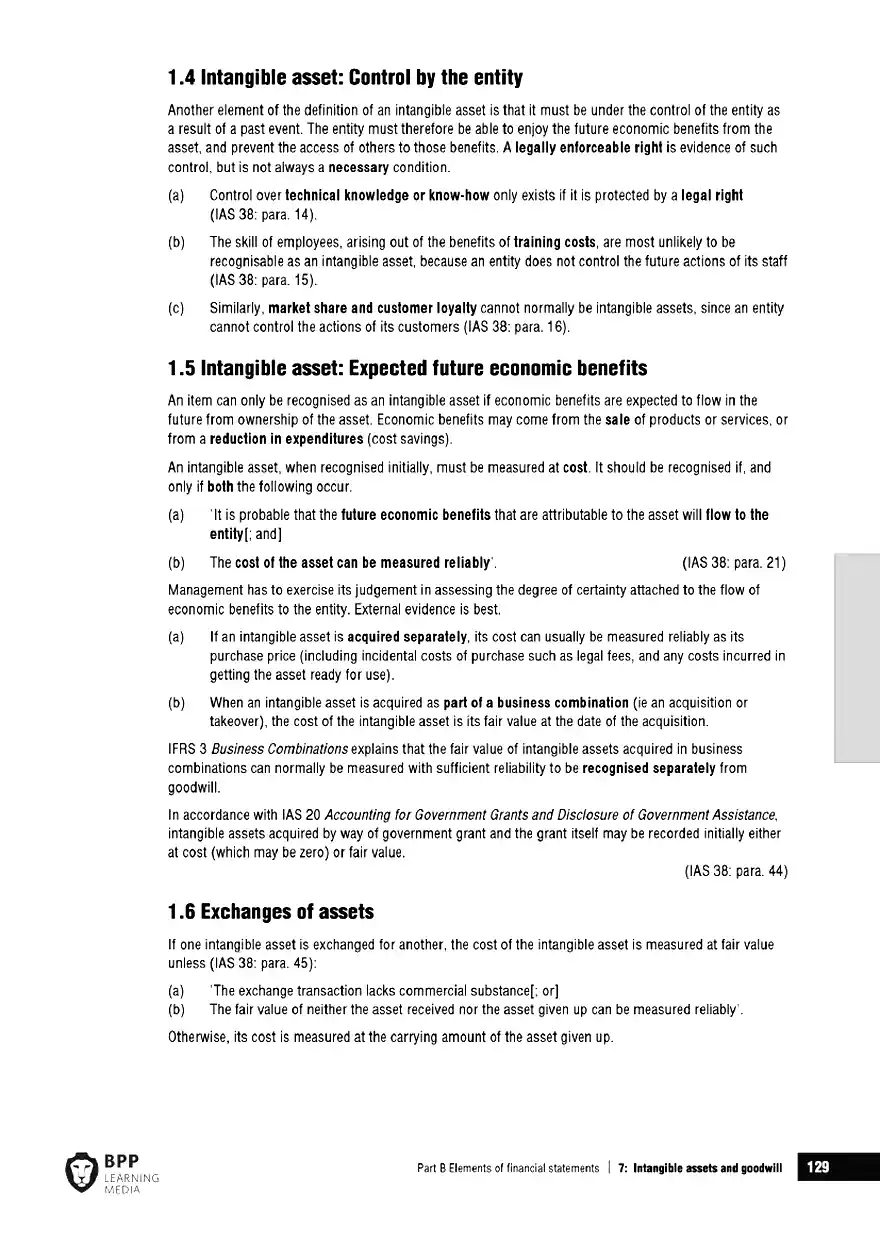 1.4 Intangible asset: Control by the entity
Another element of the definition of an intangible asset is that it must be under the control of the entity as
a result of a past event. The entity must therefore be able to enjoy the future economic benefits from the
asset, and prevent the access of others to those benefits. A legally enforceable right is evidence of such
control, but is not always a necessary condition.
(a) Control over technical knowledge or know-how only exists if it is protected by a legal right
(IAS 38: para. 14).
(b) The skill of employees, arising out of the benefits of training costs, are most unlikely to be
recognisable as an intangible asset, because an entity does not control the future actions of its staff
(IAS 38: para. 15).
(c) Similarly, market share and customer loyalty cannot normally be intangible assets, since an entity
cannot control the actions of its customers (IAS 38: para. 16).
1.5 Intangible asset: Expected future economic benefits
An item can only be recognised as an intangible asset if economic benefits are expected to flow in the
future from ownership of the asset. Economic benefits may come from the sale of products or services, or
from a reduction in expenditures (cost savings).
An intangible asset, when recognised initially, must be measured at cost. It should be recognised if, and
only if both the following occur.
(a) 'It is probable that the future economic benefits that are attributable to the asset will flow to the
entity[; and]
(b) The cost of the asset can be measured reliably'. (IAS 38: para. 21)
Management has to exercise its judgement in assessing the degree of certainty attached to the flow of
economic benefits to the entity. External evidence is best.
(a) If an intangible asset is acquired separately, its cost can usually be measured reliably as its
purchase price (including incidental costs of purchase such as legal fees, and any costs incurred in
getting the asset ready for use).
(b) When an intangible asset is acquired as part of a business combination (ie an acquisition or
takeover), the cost of the intangible asset is its fair value at the date of the acquisition.
IFRS 3 Business Combinations explains that the fair value of intangible assets acquired in business
combinations can normally be measured with sufficient reliability to be recognised separately from
goodwill.
In accordance with IAS 20 Accounting for Government Grants and Disclosure of Government Assistance,
intangible assets acquired by way of government grant and the grant itself may be recorded initially either
at cost (which may be zero) or fair value.
(IAS 38: para. 44)
1.6 Exchanges of assets
If one intangible asset is exchanged for another, the cost of the intangible asset is measured at fair value
unless (IAS 38: para. 45):
(a) 'The exchange transaction lacks commercial substance[; or]
(b) The fair value of neither the asset received nor the asset given up can be measured reliably'.
Otherwise, its cost is measured at the carrying amount of the asset given up.
BPP
LEARNING
MEDIA
Part B Elements of financial statements | 7: Intangible assets and goodwill 129